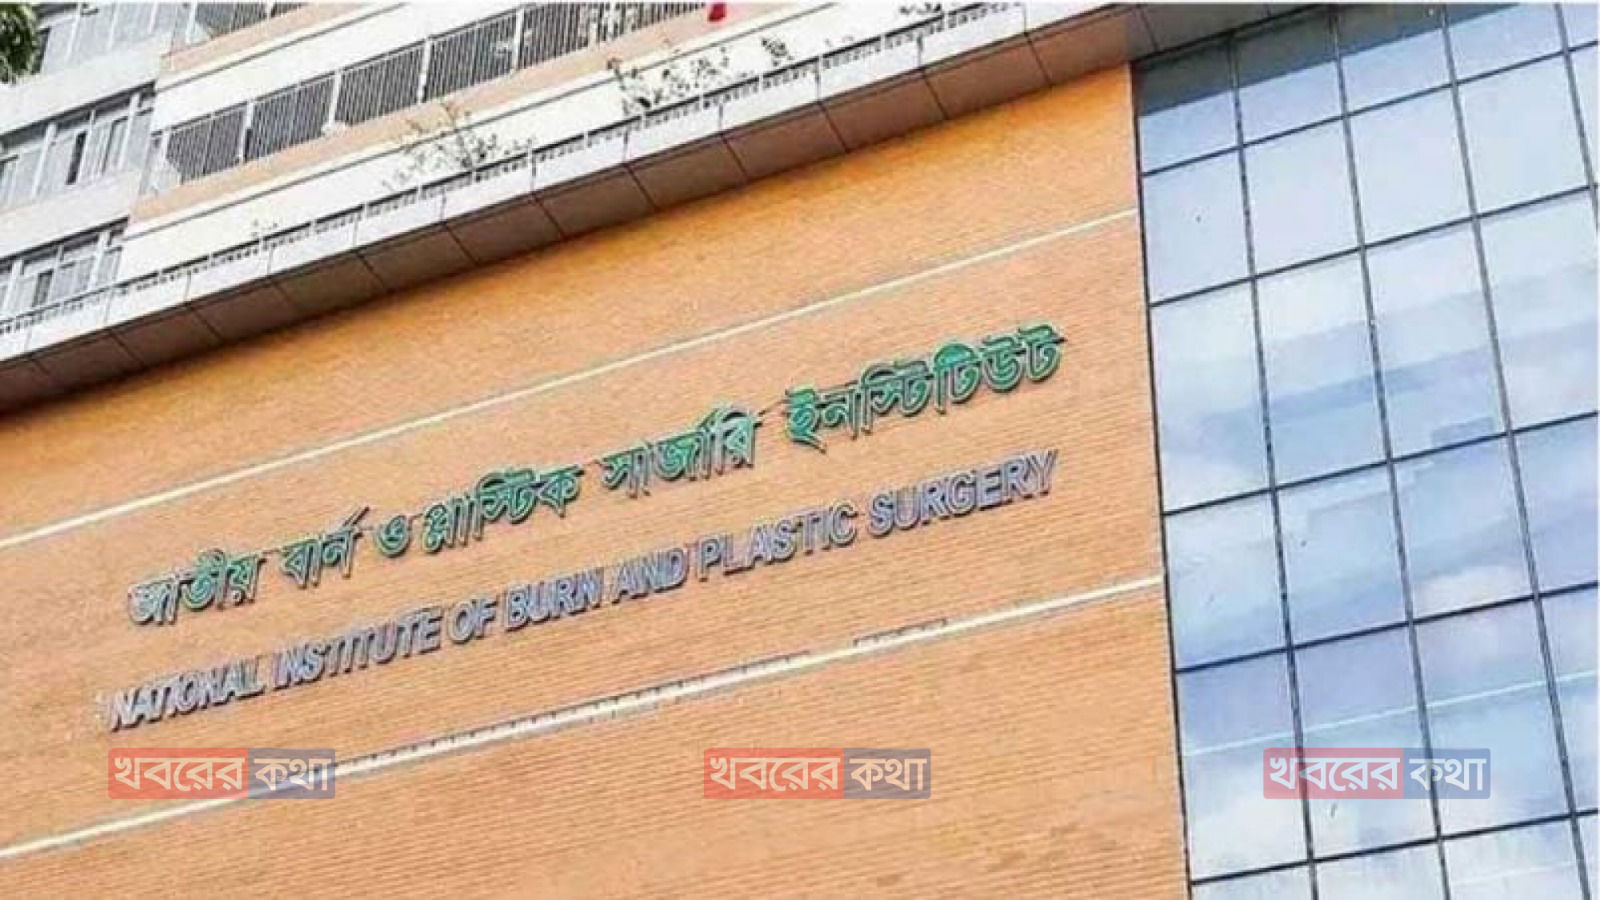 জাতীয় বার্ন ও প্লাস্টিক সার্জারি ইনস্টিটিউট
NATIONAL INSTITUTE OF BURN AND PLASTIC SURGERY
খবরের কথা
খবরের কথা
খবরের কথা